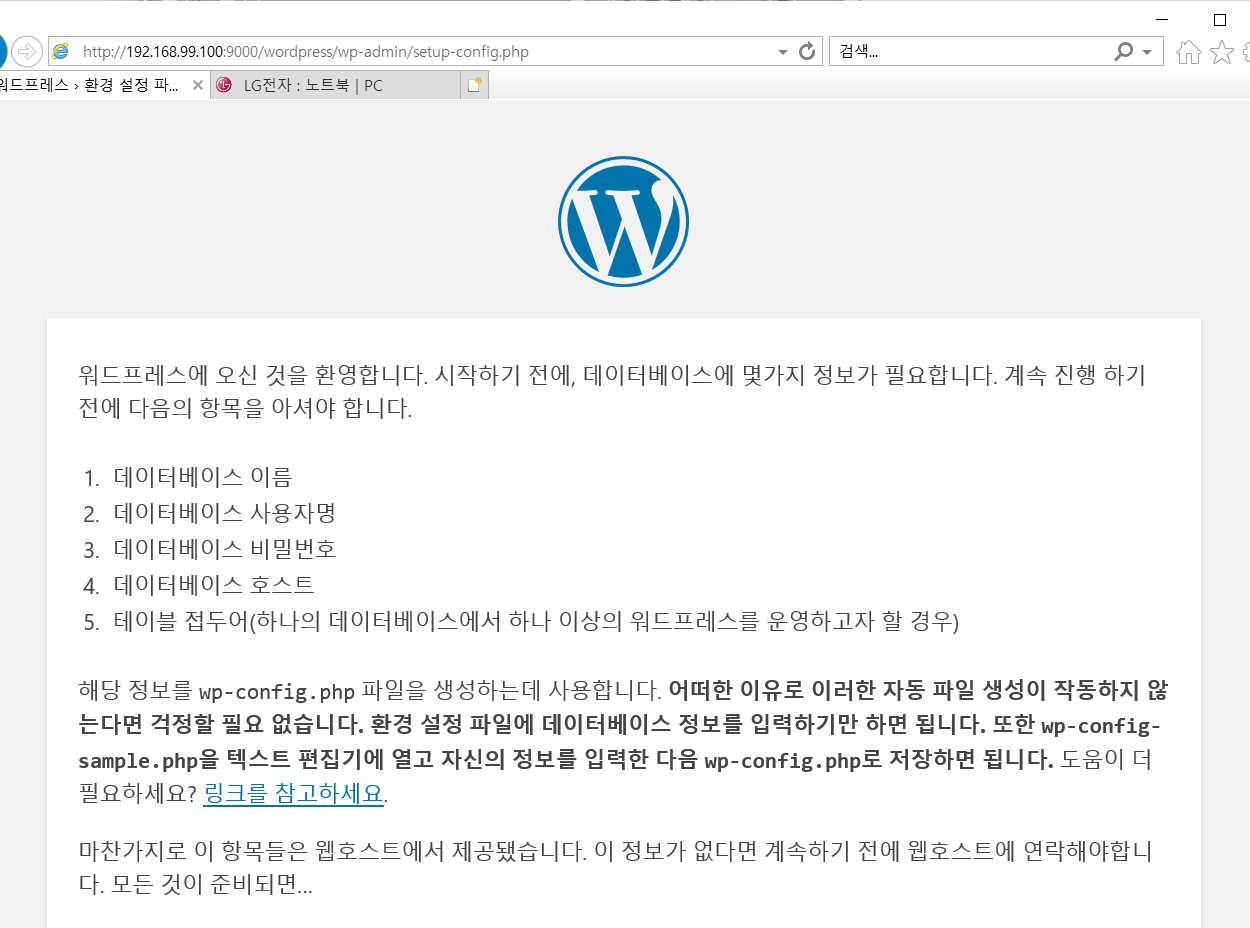 http://192.168.99.100:9000/wordpress/wp-admin/setup-config.php
검색...
워드프레스 › 환경 설정 파...
LG전자 : 노트북 | PC
워드프레스에 오신 것을 환영합니다. 시작하기 전에, 데이터베이스에 몇가지 정보가 필요합니다. 계속 진행 하기
전에 다음의 항목을 아셔야 합니다.
1. 데이터베이스 이름
2. 데이터베이스 사용자명
3. 데이터베이스 비밀번호
4. 데이터베이스 호스트
5. 테이블 접두어(하나의 데이터베이스에서 하나 이상의 워드프레스를 운영하고자 할 경우)
해당 정보를 wp-config.php 파일을 생성하는데 사용합니다. 어떠한 이유로 이러한 자동 파일 생성이 작동하지 않
는다면 걱정할 필요 없습니다. 환경 설정 파일에 데이터베이스 정보를 입력하기만 하면 됩니다. 또한 wp-config-
sample.php을 텍스트 편집기에 열고 자신의 정보를 입력한 다음 wp-config.php로 저장하면 됩니다. 도움이 더
필요하세요? 링크를 참고하세요.
마찬가지로 이 항목들은 웹호스트에서 제공됐습니다. 이 정보가 없다면 계속하기 전에 웹호스트에 연락해야합니
다. 모든 것이 준비되면...